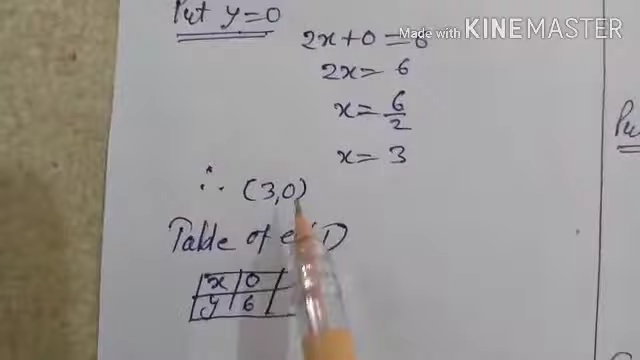 Put y=0
Made with KINEMASTER
2x+0=6
2x= 6
x= 6/2
x= 3
∴ (3,0)
Table of
x 0
y 6